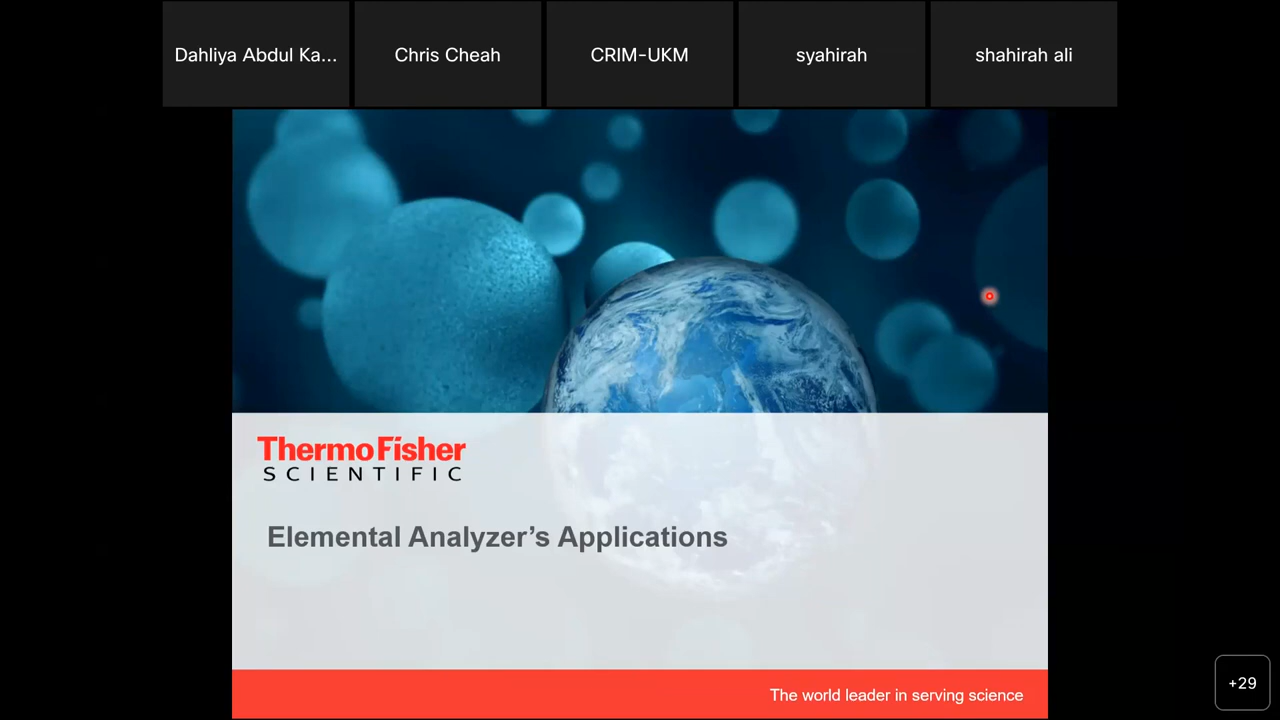 Dahliya Abdul Ka...
Chris Cheah
CRIM-UKM
syahirah
shahirah ali
ThermoFisher
SCIENTIFIC
Elemental Analyzer’s Applications
The world leader in serving science
+29